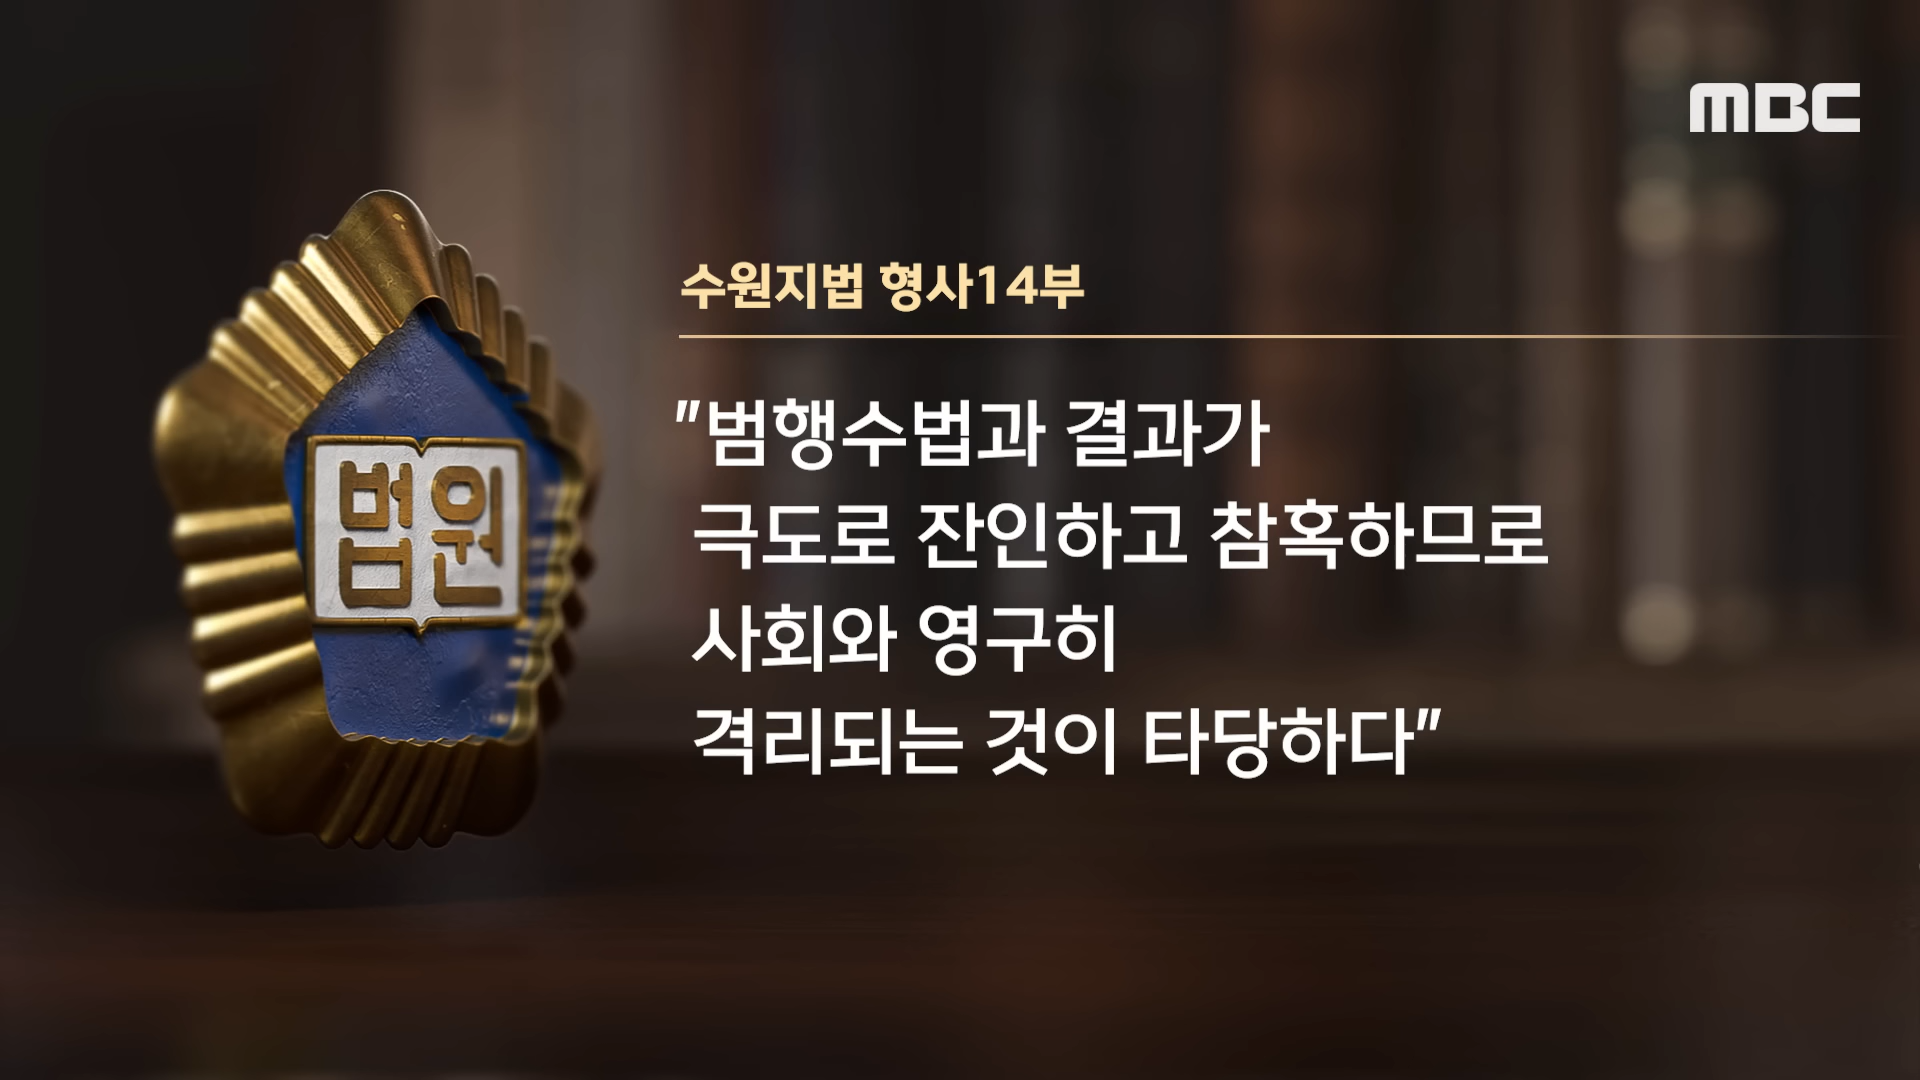 MBC
수원지법 형사14부
"범행수법과 결과가
극도로 잔인하고 참혹하므로
사회와 영구히
격리되는 것이 타당하다"
법원